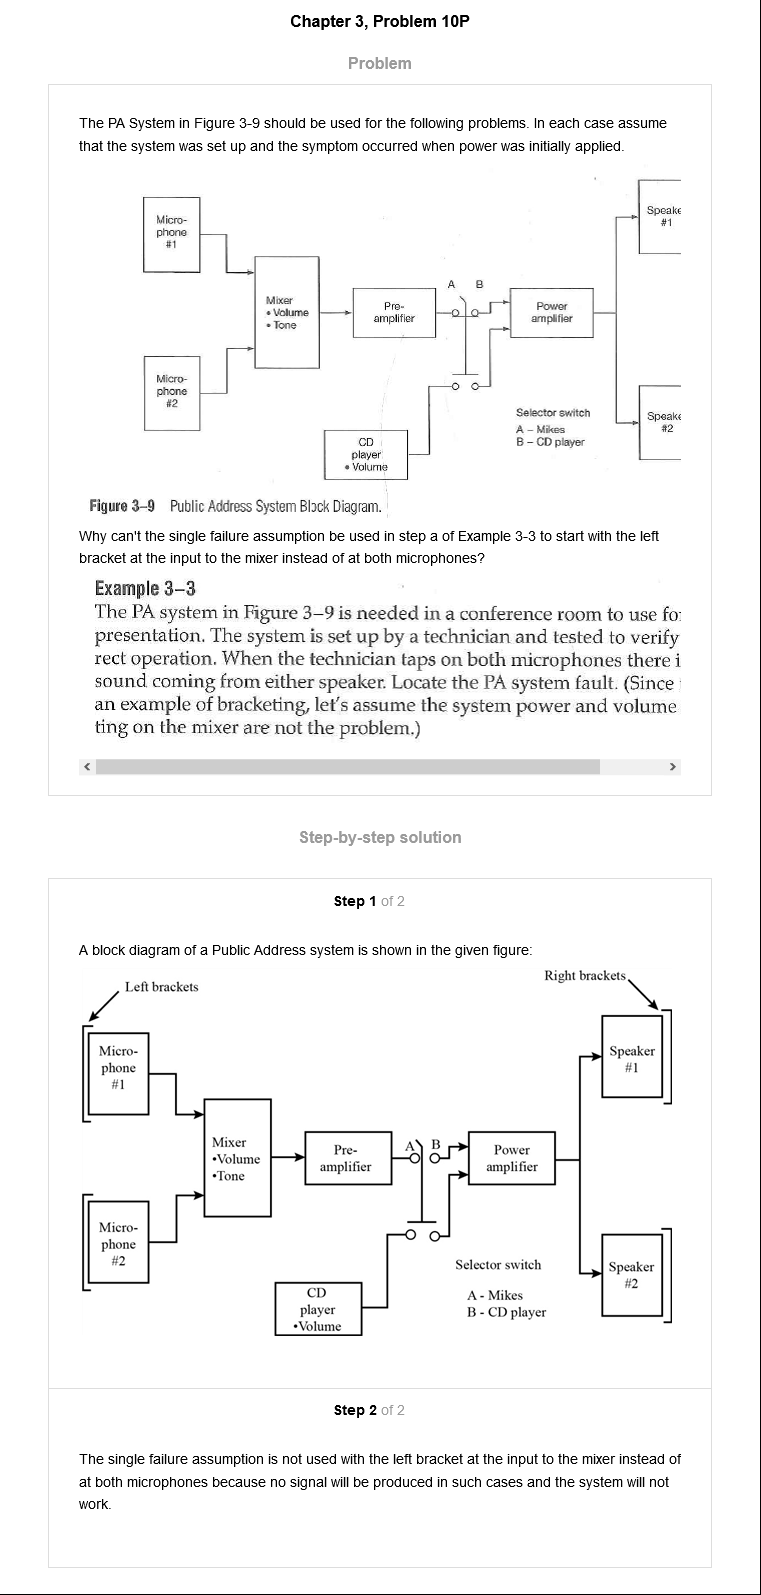 Chapter 3, Problem 10P
Problem
The PA System in Figure 3-9 should be used for the following problems. In each case assume
that the system was set up and the symptom occurred when power was initially applied.
Micro-
phone
#1
Mixer
• Volume
• Tone
Micro-
phone
#2
Pre-
amplifier
A B
Power
amplifier
CD
player
• Volume
Selector switch
A – Mikes
B – CD player
Speake
#1
Speake
#2
Figure 3–9 Public Address System Block Diagram.
Why can't the single failure assumption be used in step a of Example 3-3 to start with the left
bracket at the input to the mixer instead of at both microphones?
Example 3–3
The PA system in Figure 3–9 is needed in a conference room to use fo
presentation. The system is set up by a technician and tested to verify
rect operation. When the technician taps on both microphones there i
sound coming from either speaker. Locate the PA system fault. (Since
an example of bracketing, let's assume the system power and volume
ting on the mixer are not the problem.)
Step-by-step solution
Step 1 of 2
A block diagram of a Public Address system is shown in the given figure:
Left brackets
Right brackets
Micro-
phone
#1
Mixer
•Volume
•Tone
Micro-
phone
#2
Pre-
amplifier
A B
Power
amplifier
CD
player
•Volume
Selector switch
A - Mikes
B - CD player
Speaker
#1
Speaker
#2
Step 2 of 2
The single failure assumption is not used with the left bracket at the input to the mixer instead of
at both microphones because no signal will be produced in such cases and the system will not
work.